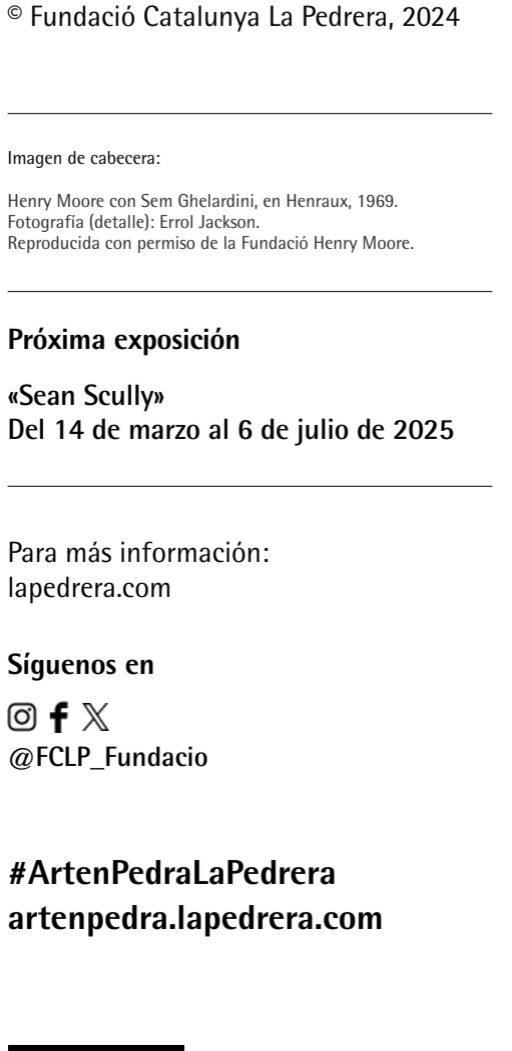 © Fundació Catalunya La Pedrera, 2024
Imagen de cabecera:
Henry Moore con Sem Ghelardini, en Henraux, 1969.
Fotografía (detalle): Errol Jackson.
Reproducida con permiso de la Fundació Henry Moore.
Próxima exposición
«Sean Scully»
Del 14 de marzo al 6 de julio de 2025
Para más información:
lapedrera.com
Síguenos en
@FCLP_Fundacio
#ArtenPedraLaPedrera
artenpedra.lapedrera.com